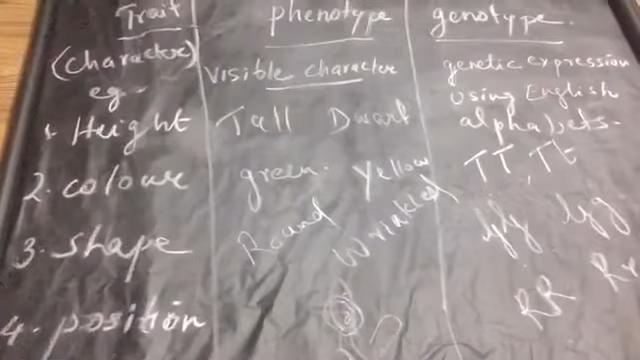 Trait phenotype genotype.
(character) visible character genetic expression
eg - using English
1 Height Tall Dwarf alphabets.
2. colour green. Yellow TT, Tt
3. shape Round Wrinkled yy
4. position RR